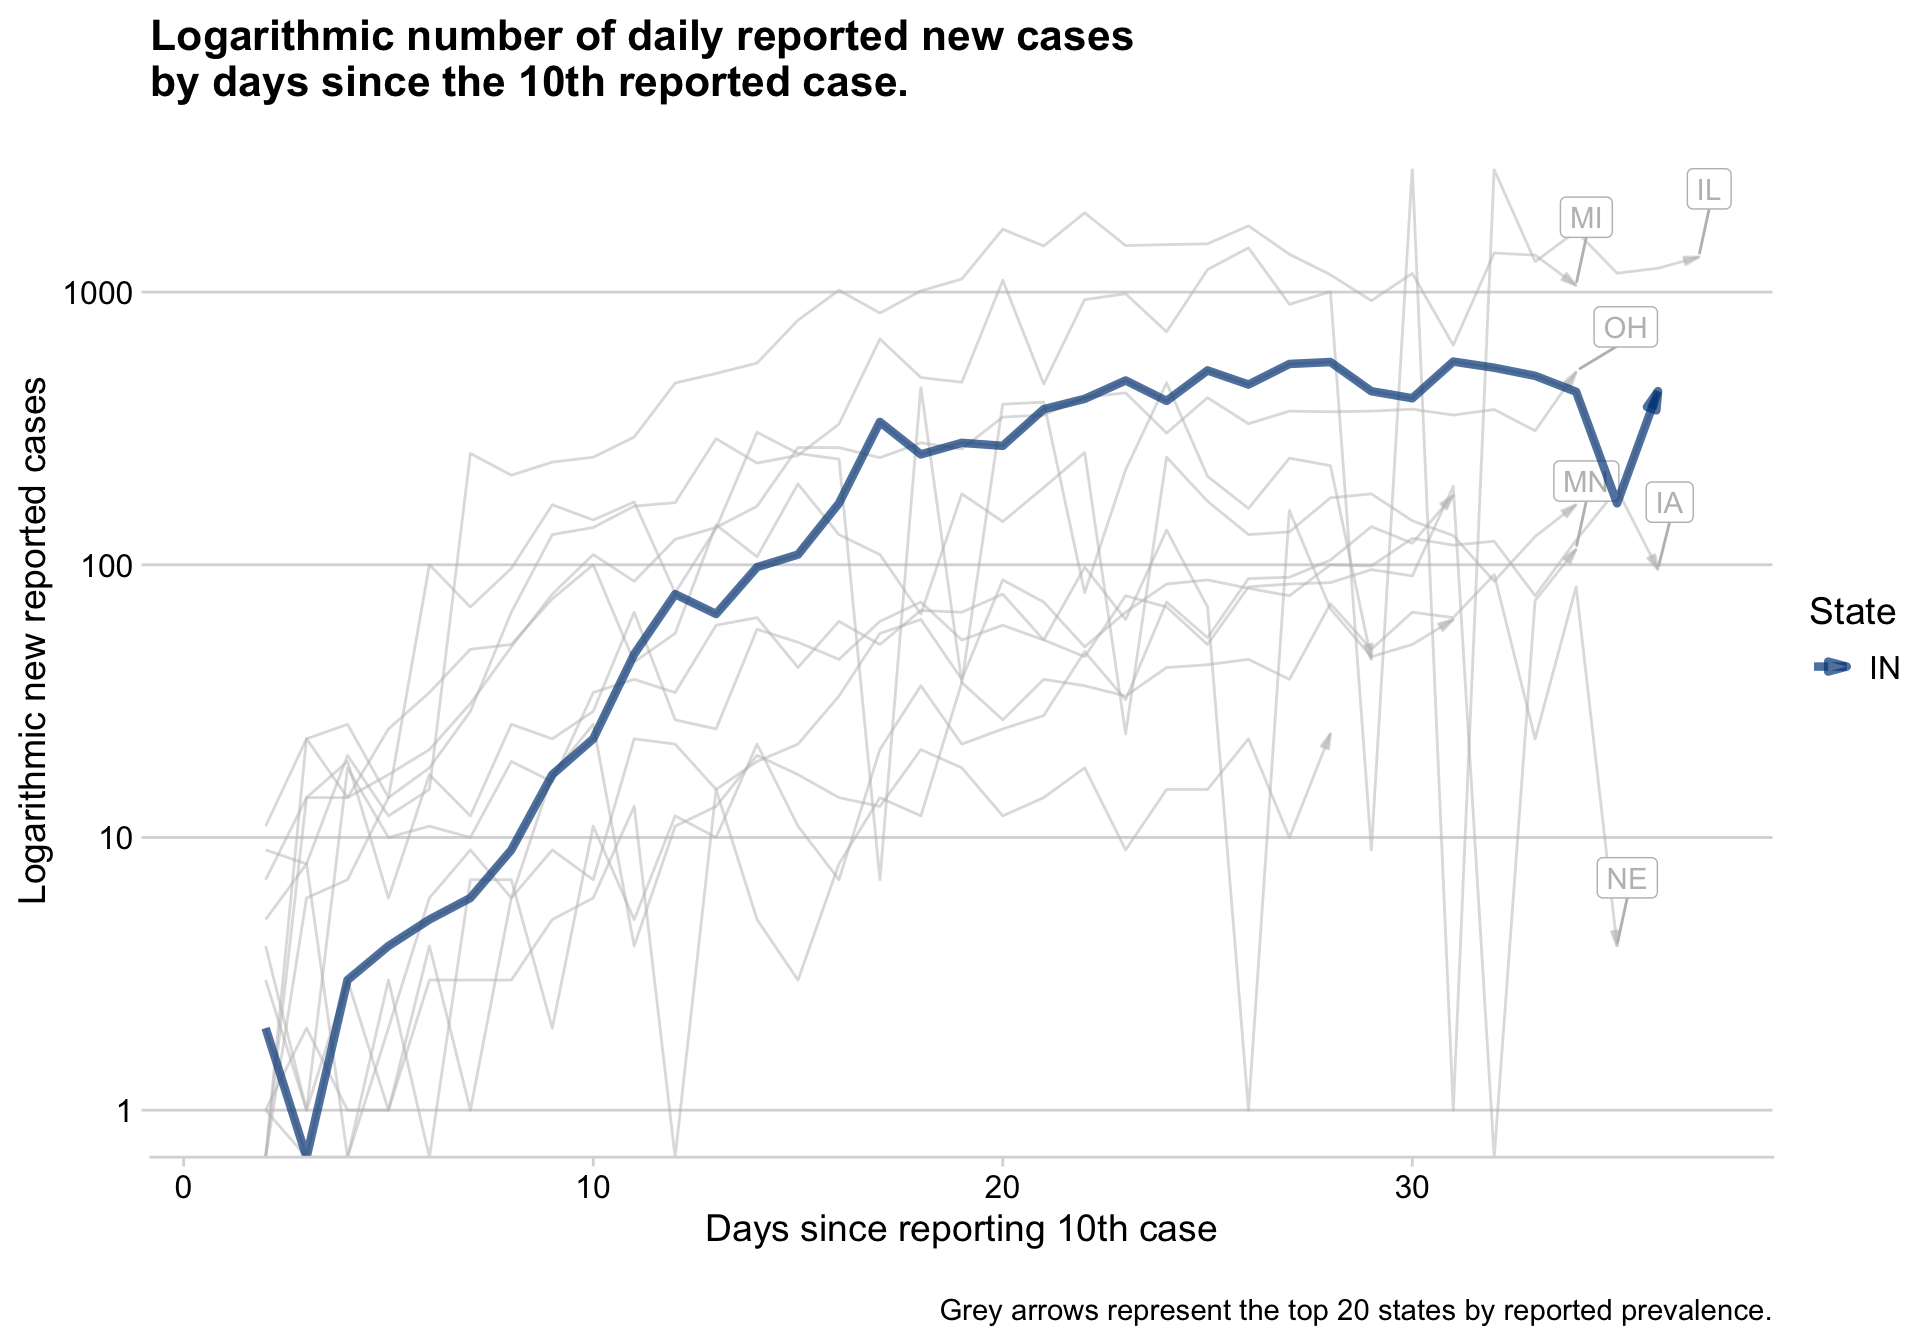 Logarithmic number of daily reported new cases
by days since the 10th reported case.
IL
MI
1000
OH
Logarithmic new reported cases
MN
IA
100
State
IN
NE
10
1
0
10
20
30
Days since reporting 10th case
Grey arrows represent the top 20 states by reported prevalence.